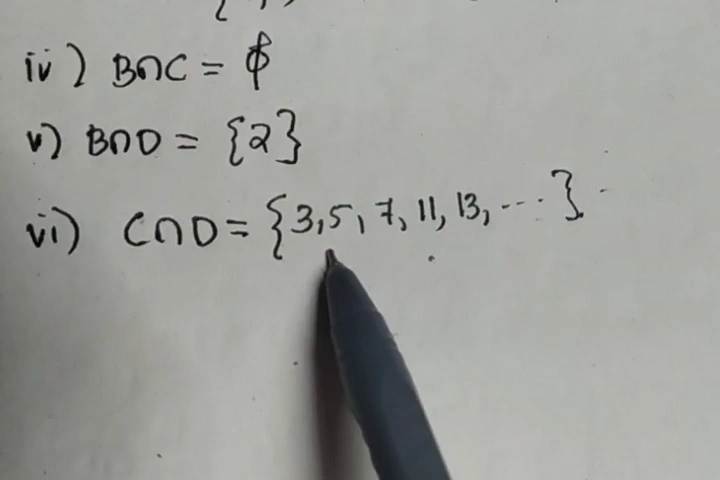 iv) B∩C = ϕ
v) B∩D = {2}
vi) C∩D = {3,5, 7, 11, 13, ...}.